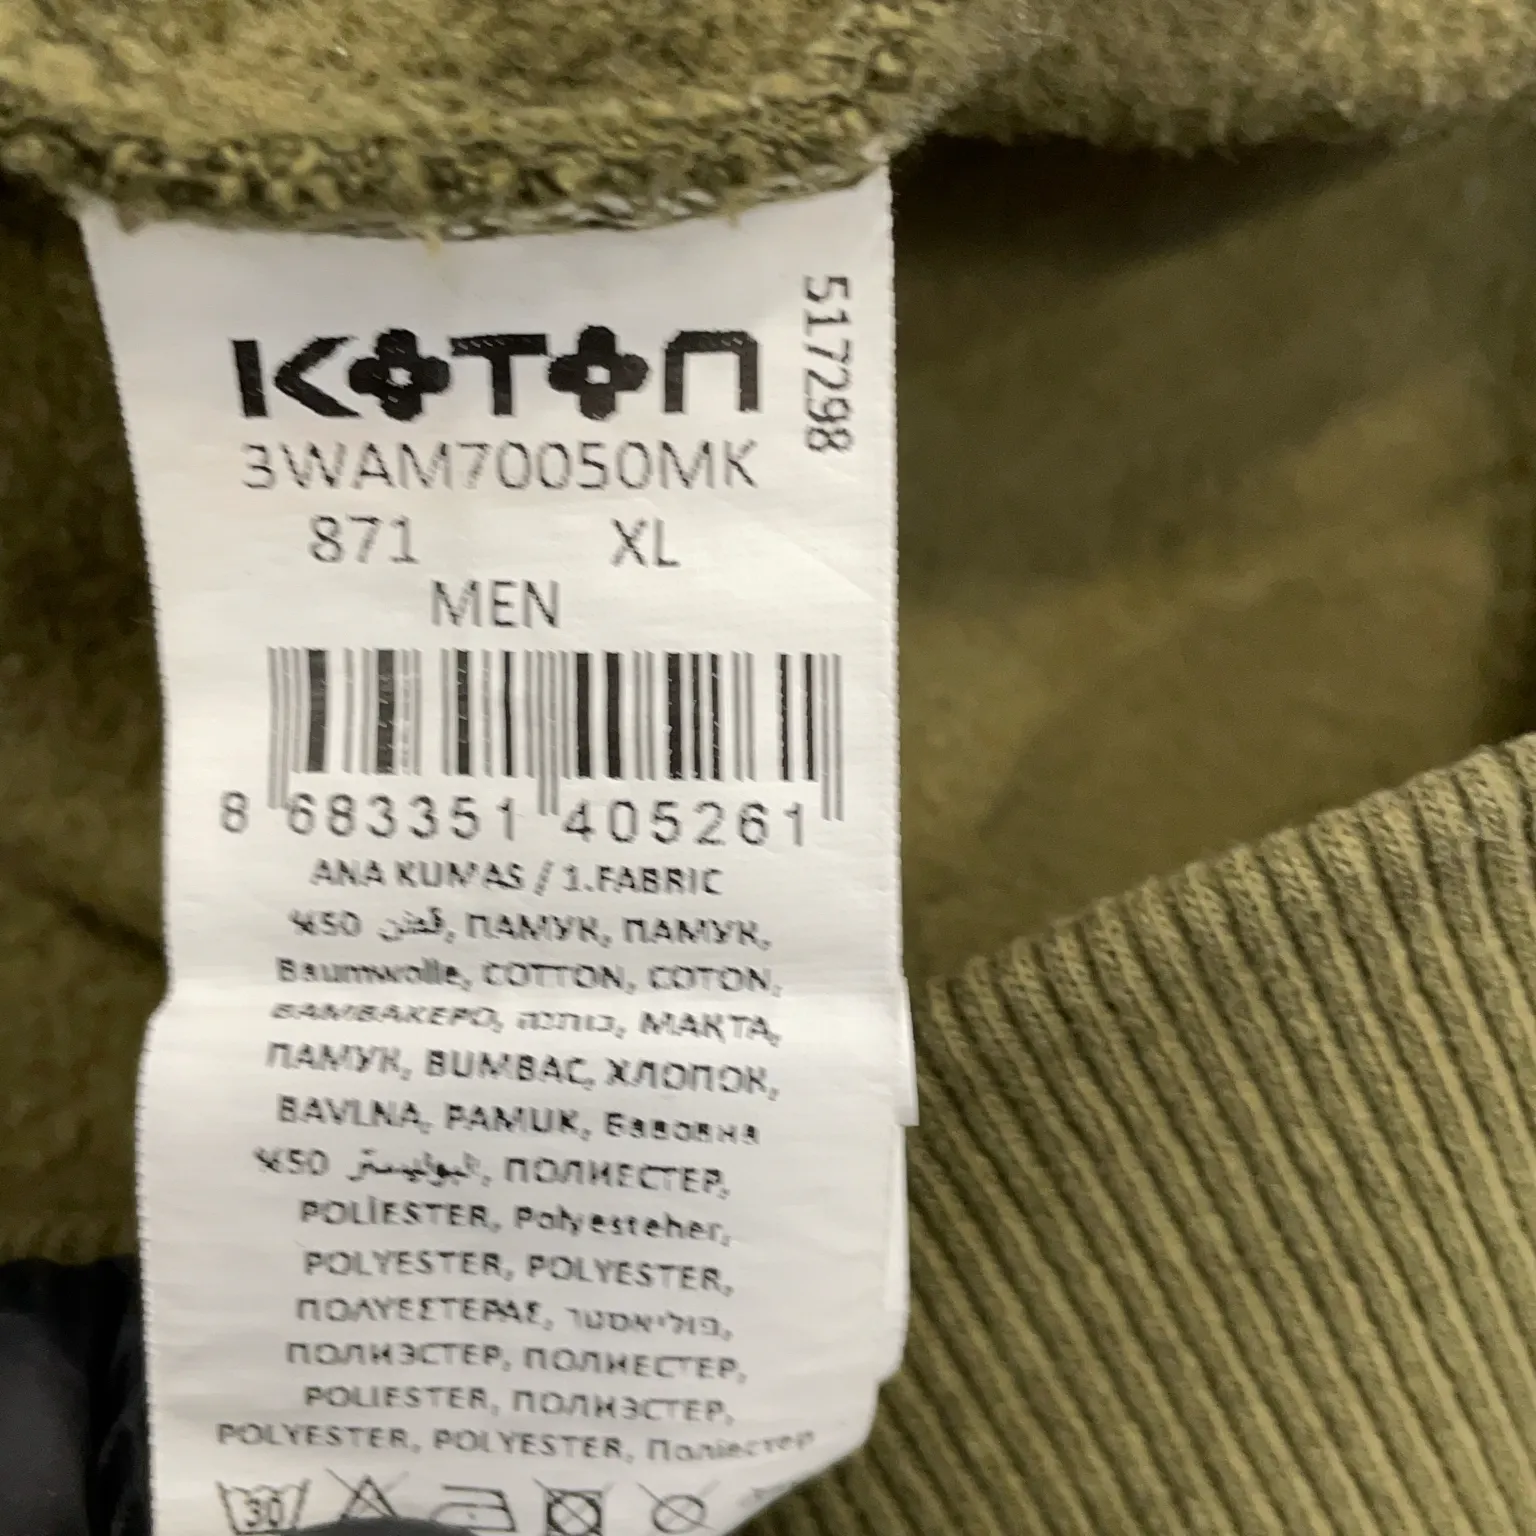 KOTON
517298
3WAM70050MK
871 XL
MEN
8 683351 405261
ANA KUMAS / 1.FABRIC
%50 قطن, ПАМУК, ПАМУК,
Baumwolle, COTTON, COTON,
BAMBAKEPO, כותנה, МАҚТА,
ПАМУК, BUMBAC, ХЛОПОК,
BAVLNA, PAMUK, Бавовна
%50 البوليستر, ПОЛИЕСТЕР,
POLİESTER, Polyesteher,
POLYESTER, POLYESTER,
ΠΟΛΥΕΣΤΕΡΑΣ, פוליאסטר,
ПОЛИЭСТЕР, ПОЛИЕСТЕР,
POLIESTER, ПОЛИЭСТЕР,
POLYESTER, POLYESTER, Поліестер
30